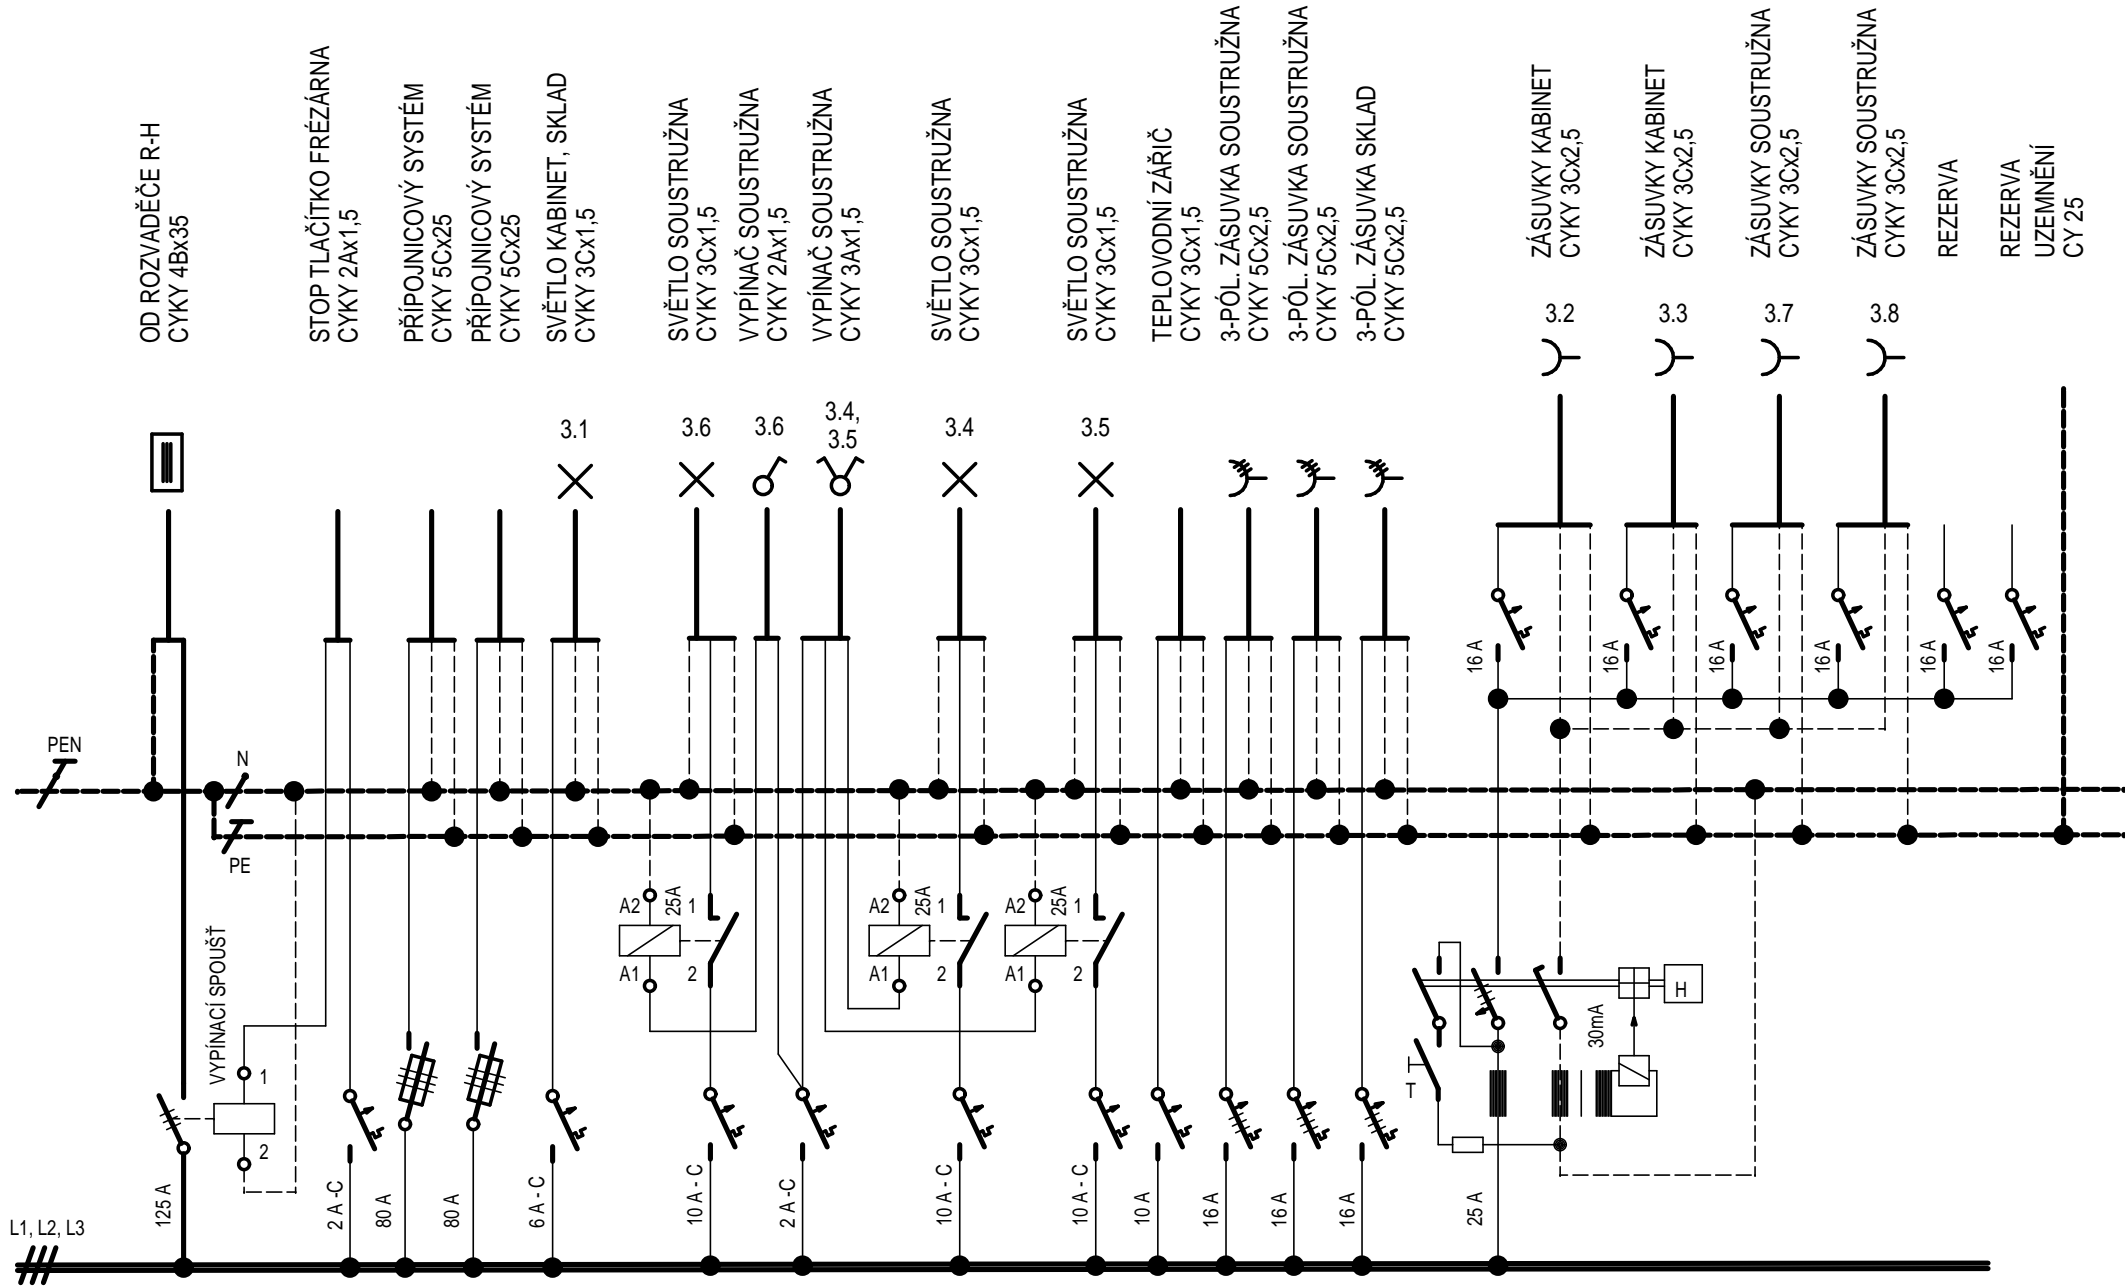 OD ROZVADĚČE R-H
CYKY 4Bx35
STOP TLAČÍTKO FRÉZÁRNA
CYKY 2Ax1,5
PŘÍPOJNICOVÝ SYSTÉM
CYKY 5Cx25
PŘÍPOJNICOVÝ SYSTÉM
CYKY 5Cx25
SVĚTLO KABINET, SKLAD
CYKY 3Cx1,5
SVĚTLO SOUSTRUŽNA
CYKY 3Cx1,5
VYPÍNAČ SOUSTRUŽNA
CYKY 2Ax1,5
VYPÍNAČ SOUSTRUŽNA
CYKY 3Ax1,5
SVĚTLO SOUSTRUŽNA
CYKY 3Cx1,5
SVĚTLO SOUSTRUŽNA
CYKY 3Cx1,5
TEPLOVODNÍ ZÁŘIČ
CYKY 3Cx1,5
3-PÓL. ZÁSUVKA SOUSTRUŽNA
CYKY 5Cx2,5
3-PÓL. ZÁSUVKA SOUSTRUŽNA
CYKY 5Cx2,5
3-PÓL. ZÁSUVKA SKLAD
CYKY 5Cx2,5
ZÁSUVKY KABINET
CYKY 3Cx2,5
ZÁSUVKY KABINET
CYKY 3Cx2,5
ZÁSUVKY SOUSTRUŽNA
CYKY 3Cx2,5
ZÁSUVKY SOUSTRUŽNA
CYKY 3Cx2,5
REZERVA
REZERVA
UZEMNĚNÍ
CY 25
3.2
3.3
3.7
3.8
3.1
3.6
3.6
3.4,
3.5
3.4
3.5
16 A
16 A
16 A
16 A
16 A
16 A
PEN
N
PE
VYPÍNACÍ SPOUŠŤ
1
2
A2
25A
1
A1
2
A2
25A
1
A1
2
A2
25A
1
A1
2
H
30mA
T
125 A
2 A -C
80 A
80 A
6 A - C
10 A - C
2 A -C
10 A - C
10 A - C
10 A
16 A
16 A
16 A
25 A
L1, L2, L3